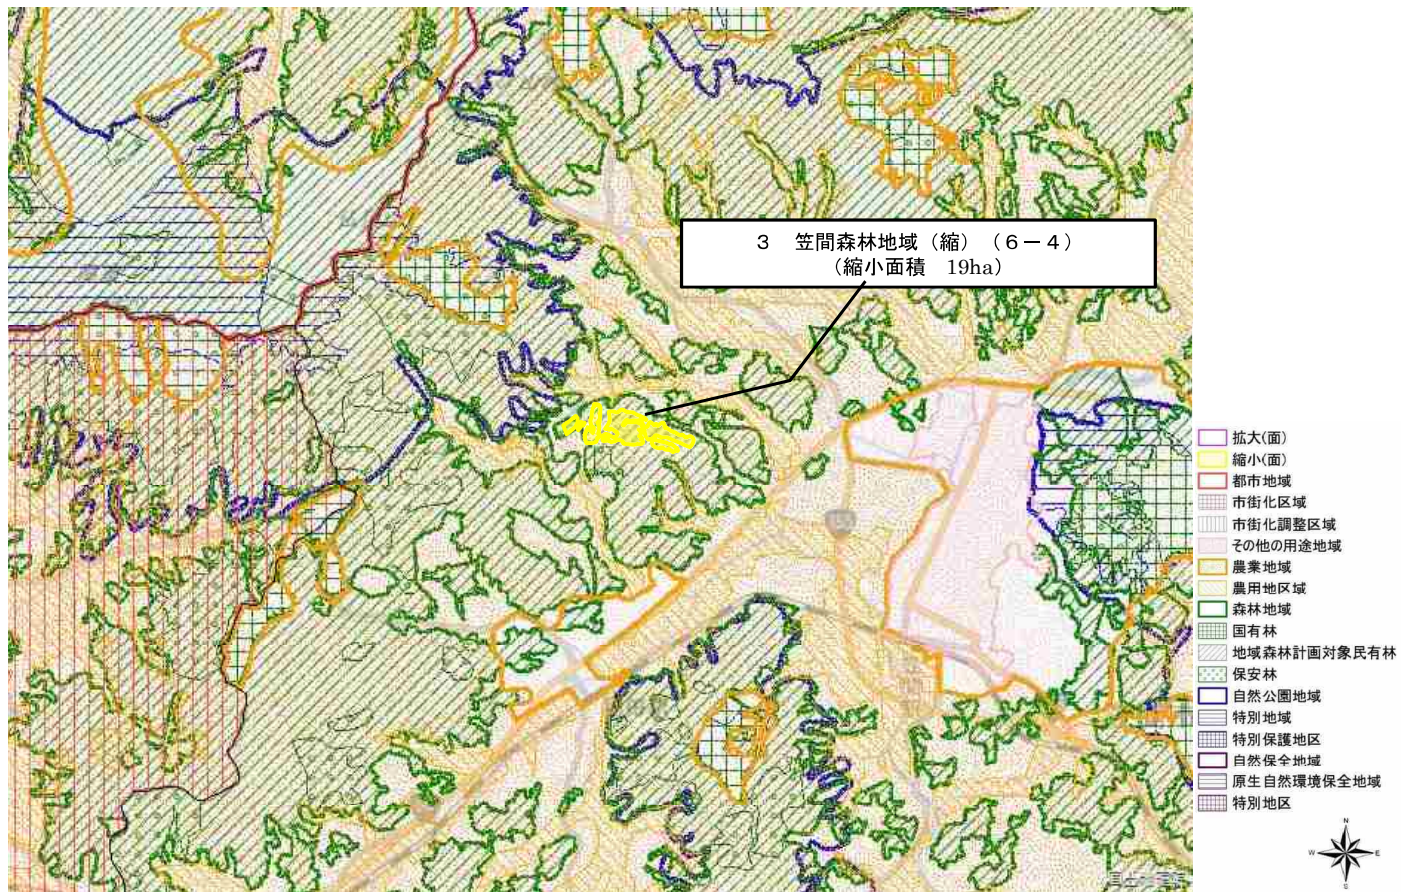 3　笠間森林地域（縮）（６－４）
（縮小面積　19ha）
拡大(面)
縮小(面)
都市地域
市街化区域
市街化調整区域
その他の用途地域
農業地域
農用地区域
森林地域
国有林
地域森林計画対象民有林
保安林
自然公園地域
特別地域
特別保護地区
自然保全地域
原生自然環境保全地域
特別地区
N
W
E
S